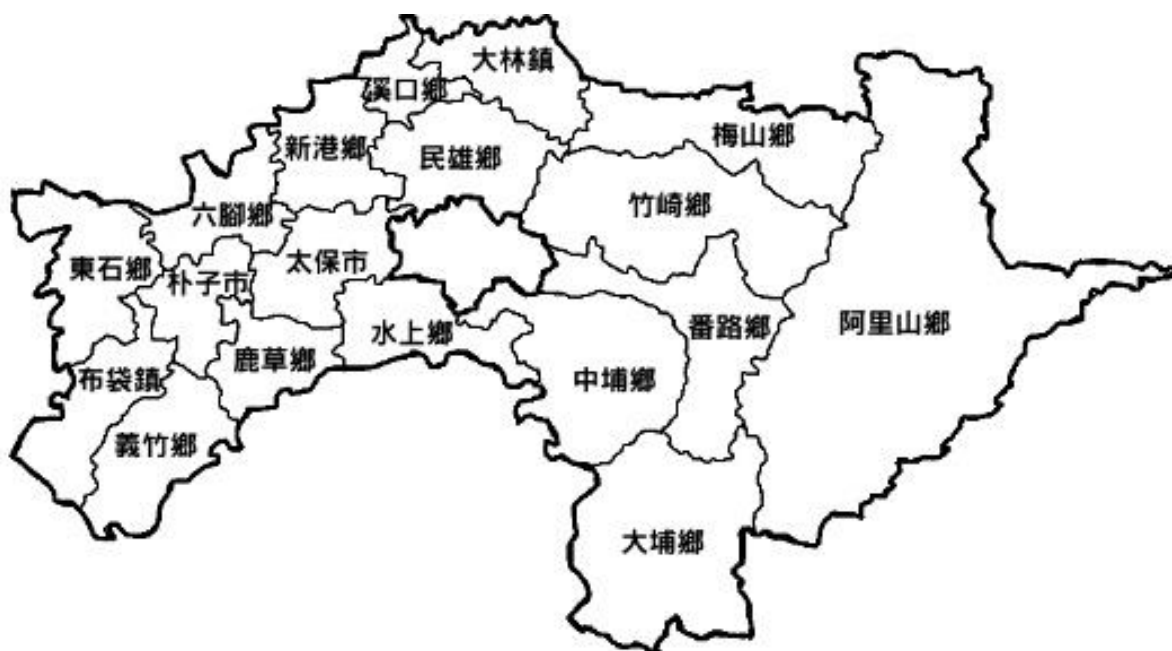 大林鎮
溪口鄉
梅山鄉
新港鄉
民雄鄉
竹崎鄉
六腳鄉
太保市
東石鄉
朴子市
水上鄉
番路鄉
阿里山鄉
鹿草鄉
布袋鎮
中埔鄉
義竹鄉
大埔鄉